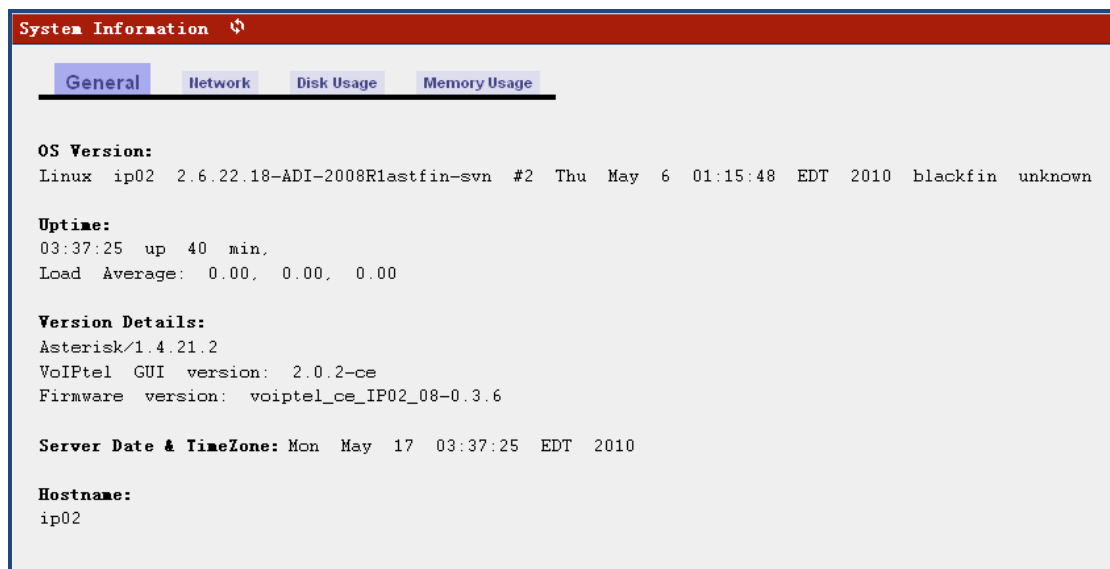 System Information
General Network Disk Usage Memory Usage
OS Version:
Linux ip02 2.6.22.18-ADI-2008R1astfin-svn #2 Thu May 6 01:15:48 EDT 2010 blackfin unknown
Uptime:
03:37:25 up 40 min,
Load Average: 0.00, 0.00, 0.00
Version Details:
Asterisk/1.4.21.2
VoIPtel GUI version: 2.0.2-ce
Firmware version: voiptel_ce_IP02_08-0.3.6
Server Date & TimeZone: Mon May 17 03:37:25 EDT 2010
Hostname:
ip02